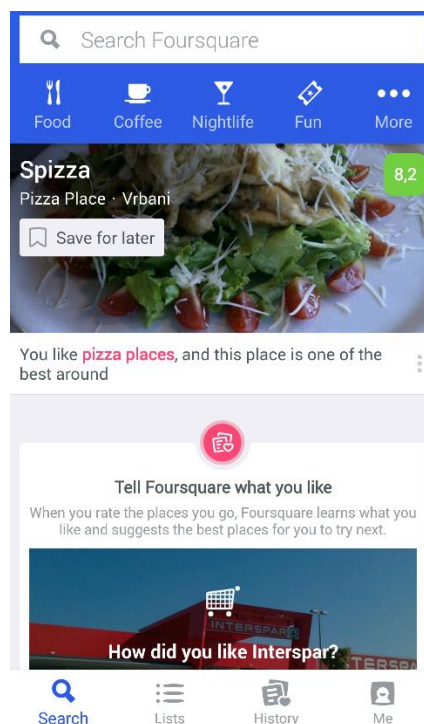 Search Foursquare
Food Coffee Nightlife Fun More
Spizza
8,2
Pizza Place · Vrbani
Save for later
You like pizza places, and this place is one of the
best around
Tell Foursquare what you like
When you rate the places you go, Foursquare learns what you
like and suggests the best places for you to try next.
INTERSPAR
How did you like Interspar?
TERSPA
Search Lists History Me